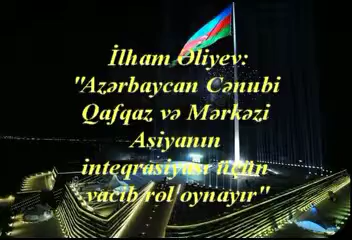 İlham Əliyev:
"Azərbaycan Cənubi
Qafqaz və Mərkəzi
Asiyanın
inteqrasiyası üçün
vacib rol oynayır"